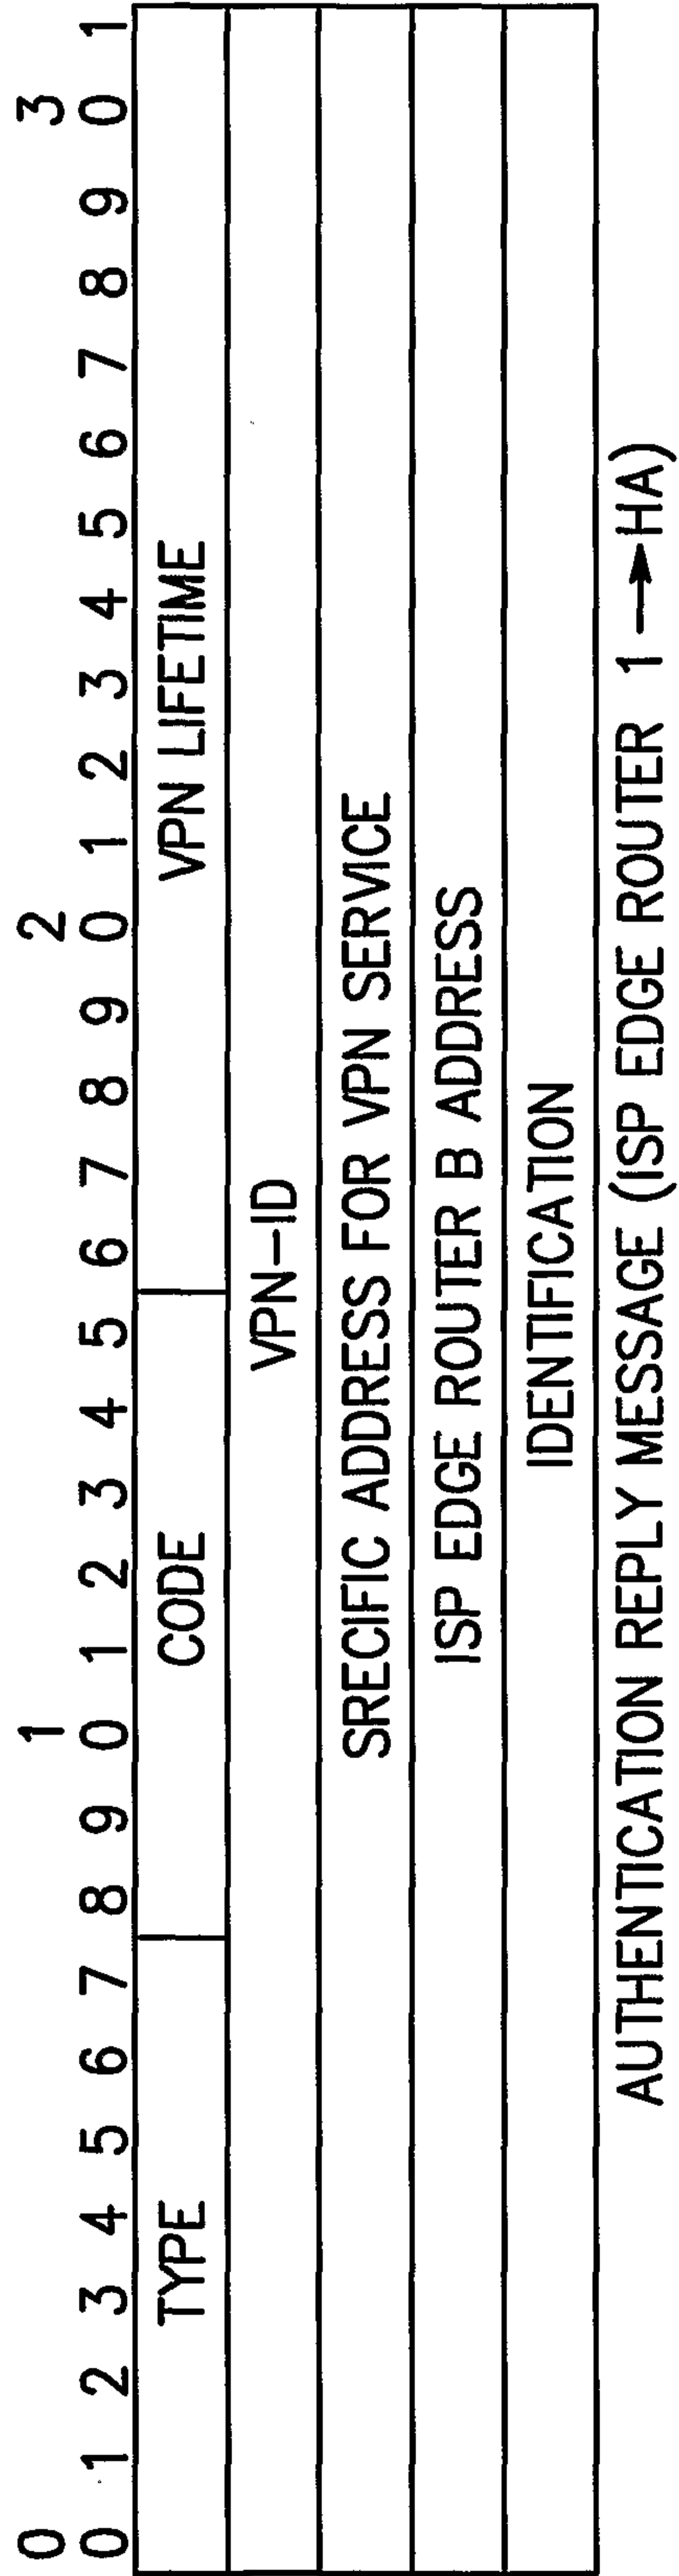 0 1 2 3
0 1 2 3 4 5 6 7 8 9 0 1 2 3 4 5 6 7 8 9 0 1 2 3 4 5 6 7 8 9 0 1
TYPE CODE VPN LIFETIME
VPN-ID
SRECIFIC ADDRESS FOR VPN SERVICE
ISP EDGE ROUTER B ADDRESS
IDENTIFICATION
AUTHENTICATION REPLY MESSAGE (ISP EDGE ROUTER 1 → HA)